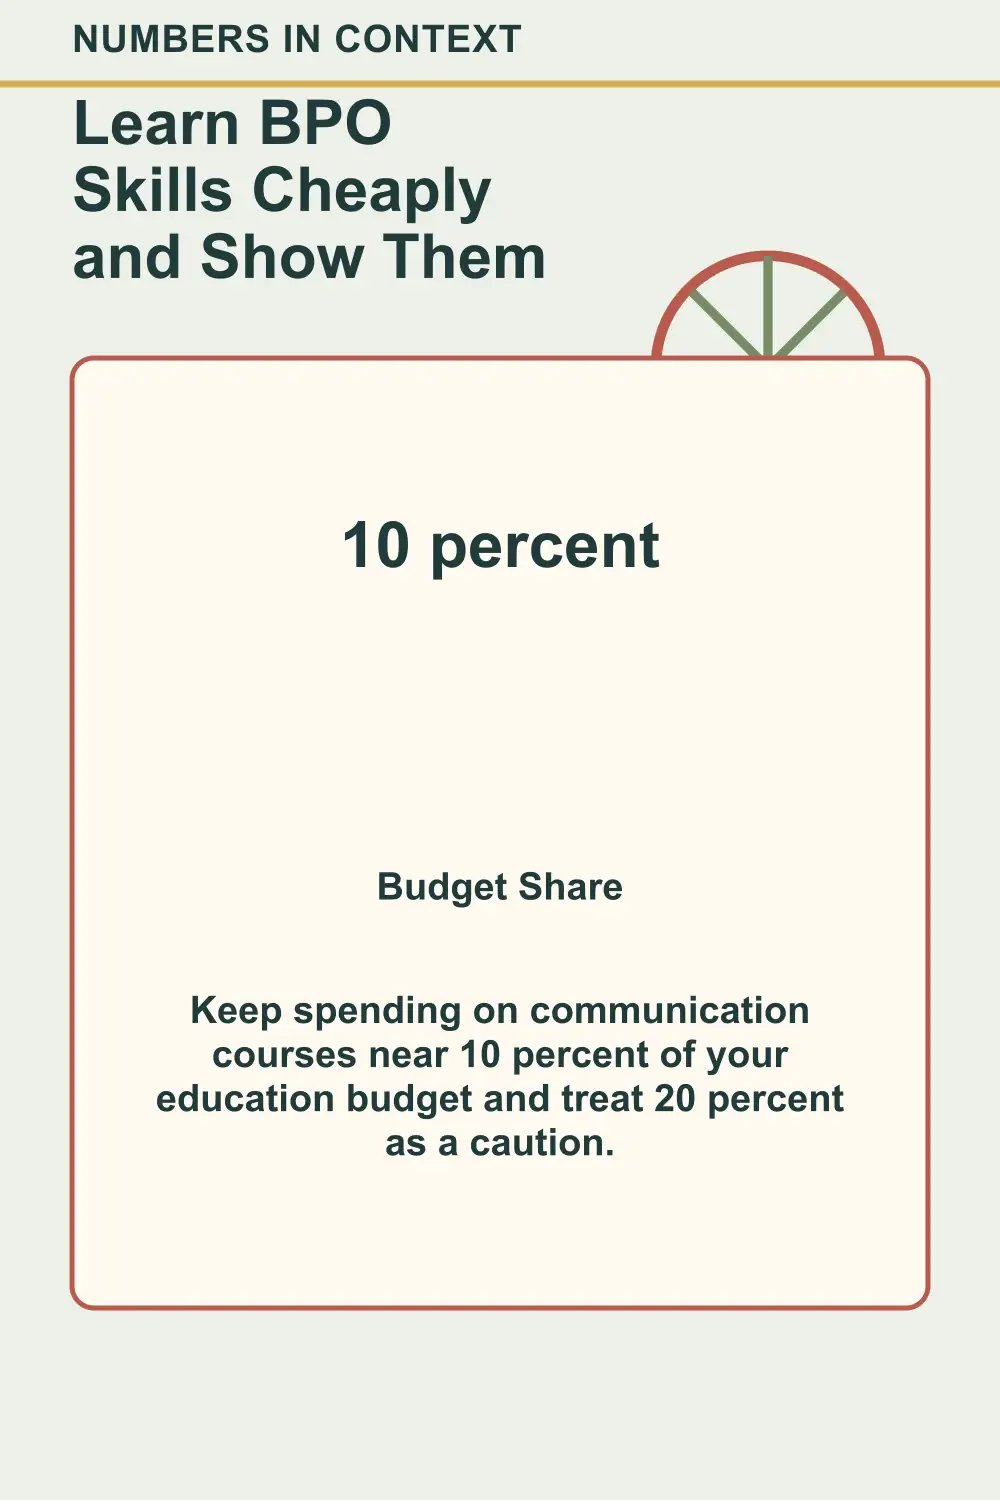 NUMBERS IN CONTEXT
Learn BPO
Skills Cheaply
and Show Them
10 percent
Budget Share
Keep spending on communication
courses near 10 percent of your
education budget and treat 20 percent
as a caution.